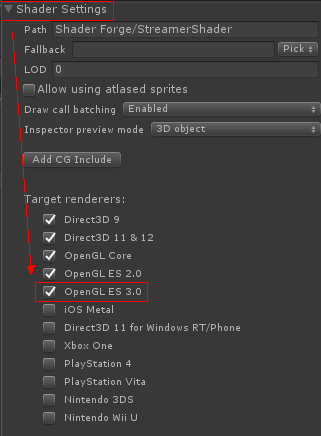 Shader Settings
Path Shader Forge/StreamerShader
Fallback Pick
LOD 0
Allow using atlased sprites
Draw call batching Enabled
Inspector preview mode 3D object
Add CG Include
Target renderers:
Direct3D 9
Direct3D 11 & 12
OpenGL Core
OpenGL ES 2.0
OpenGL ES 3.0
iOS Metal
Direct3D 11 for Windows RT/Phone
Xbox One
PlayStation 4
PlayStation Vita
Nintendo 3DS
Nintendo Wii U